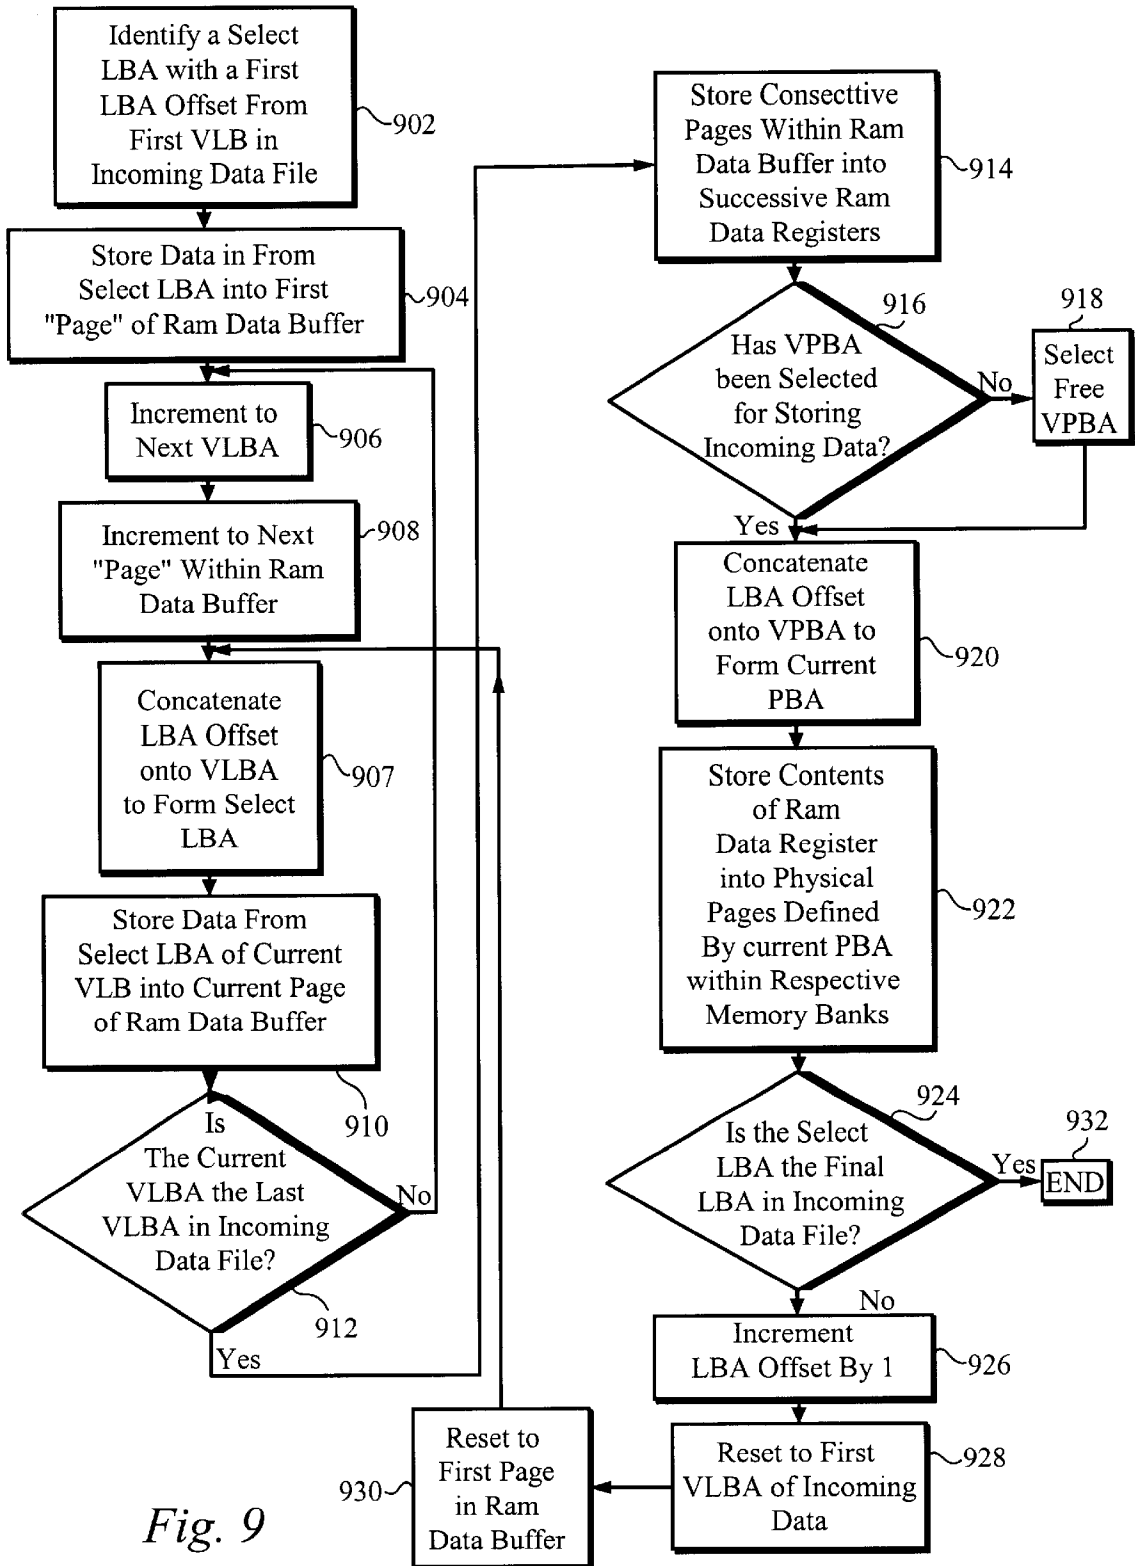 Identify a Select
LBA with a First
LBA Offset From
First VLB in
Incoming Data File
902
Store Data in From
Select LBA into First
"Page" of Ram Data Buffer
904
Increment to
Next VLBA
906
Increment to Next
"Page" Within Ram
Data Buffer
908
Concatenate
LBA Offset
onto VLBA
to Form Select
LBA
907
Store Data From
Select LBA of Current
VLB into Current Page
of Ram Data Buffer
910
Is
The Current
VLBA the Last
VLBA in Incoming
Data File?
No
912
Yes
Store Consecttive
Pages Within Ram
Data Buffer into
Successive Ram
Data Registers
914
Has VPBA
been Selected
for Storing
Incoming Data?
916
No
918
Select
Free
VPBA
Yes
Concatenate
LBA Offset
onto VPBA to
Form Current
PBA
920
Store Contents
of Ram
Data Register
into Physical
Pages Defined
By current PBA
within Respective
Memory Banks
922
Is the Select
LBA the Final
LBA in Incoming
Data File?
924
Yes
932
END
No
Increment
LBA Offset By 1
926
Reset to First
VLBA of Incoming
Data
928
Reset to
First Page
in Ram
Data Buffer
930
Fig. 9